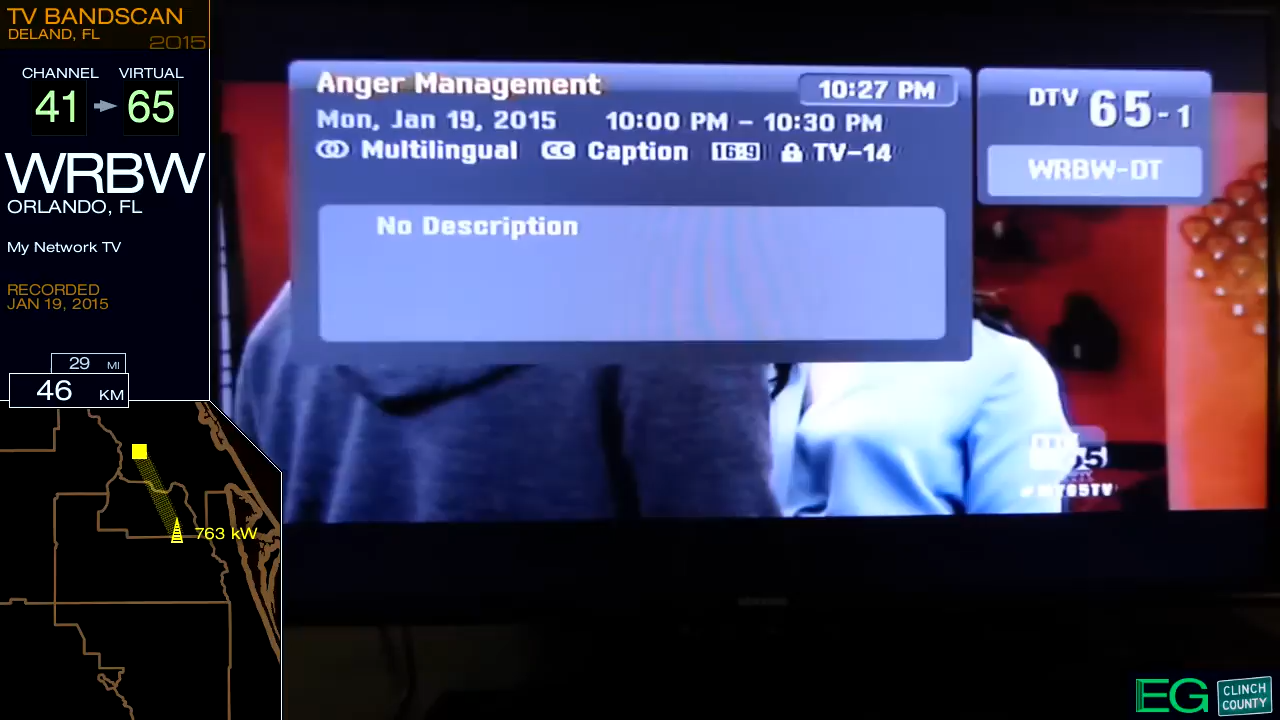 TV BANDSCAN
DELAND, FL
2015
CHANNEL
VIRTUAL
41
65
WRBW
ORLANDO, FL
My Network TV
RECORDED
JAN 19, 2015
29 MI
46 KM
763 kW
Anger Management
10:27 PM
Mon, Jan 19, 2015 10:00 PM - 10:30 PM
Multilingual CC Caption 16:9 TV-14
No Description
DTV 65-1
WRBW-DT
EG
CLINCH
COUNTY